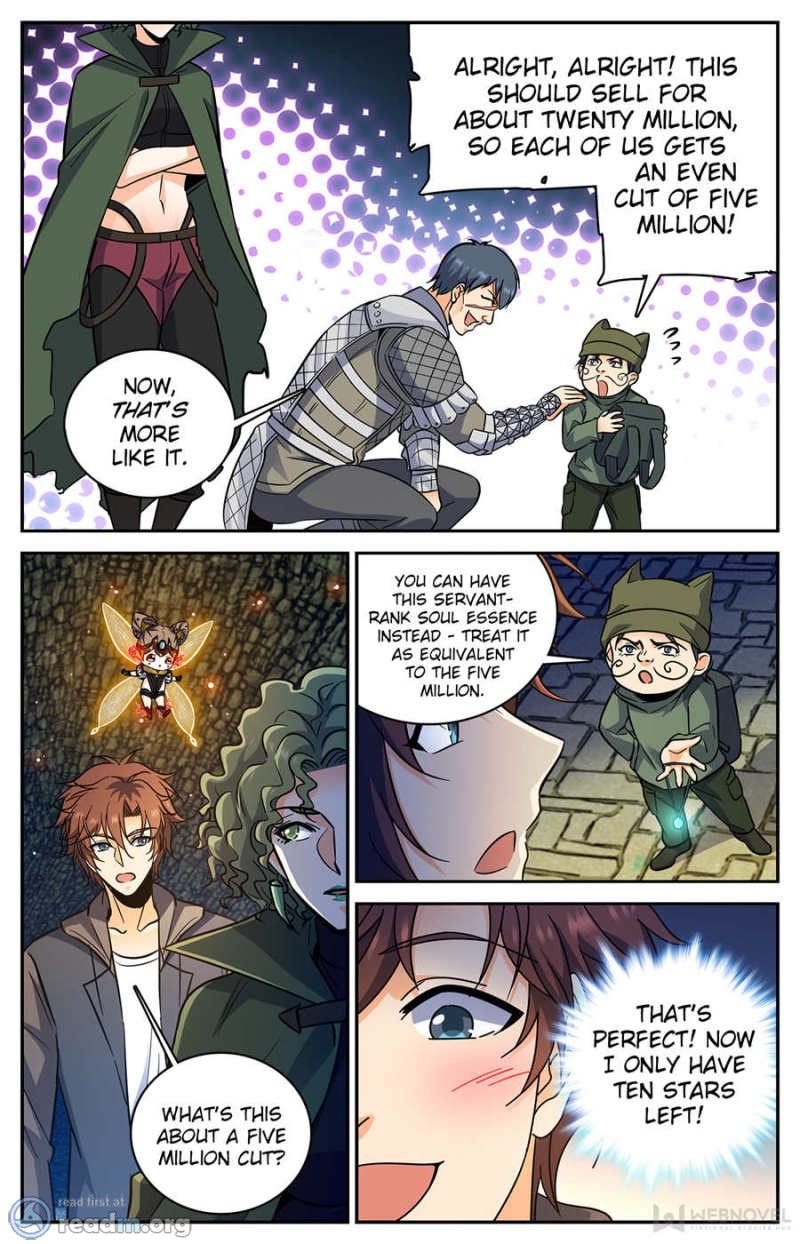 ALRIGHT, ALRIGHT! THIS
SHOULD SELL FOR
ABOUT TWENTY MILLION,
SO EACH OF US GETS
AN EVEN
CUT OF FIVE
MILLION!
NOW,
THAT'S
MORE
LIKE IT.
YOU CAN HAVE
THIS SERVANT-
RANK SOUL ESSENCE
INSTEAD - TREAT IT
AS EQUIVALENT
TO THE FIVE
MILLION.
WHAT'S THIS
ABOUT A FIVE
MILLION CUT?
THAT'S
PERFECT! NOW
I ONLY HAVE
TEN STARS
LEFT!
read first at
readm.org
WEBNOVEL